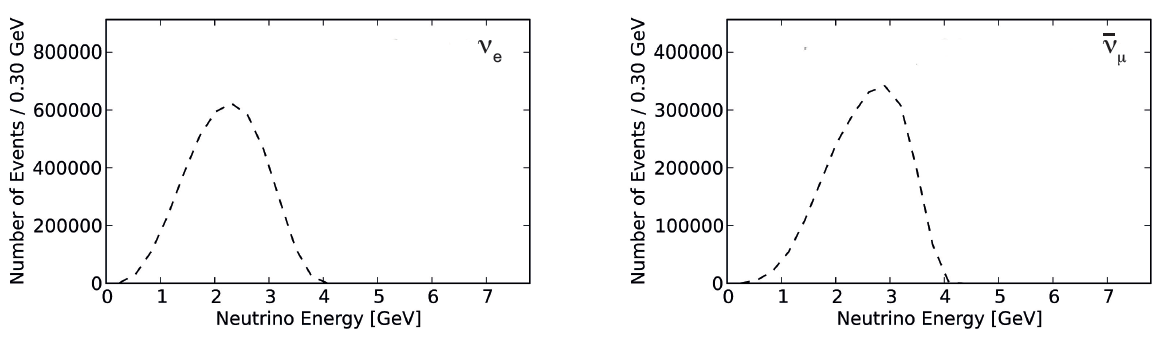 Number of Events / 0.30 GeV
800000
600000
400000
200000
0
0 1 2 3 4 5 6 7
Neutrino Energy [GeV]
νe
Number of Events / 0.30 GeV
400000
300000
200000
100000
0
0 1 2 3 4 5 6 7
Neutrino Energy [GeV]
ν̄μ